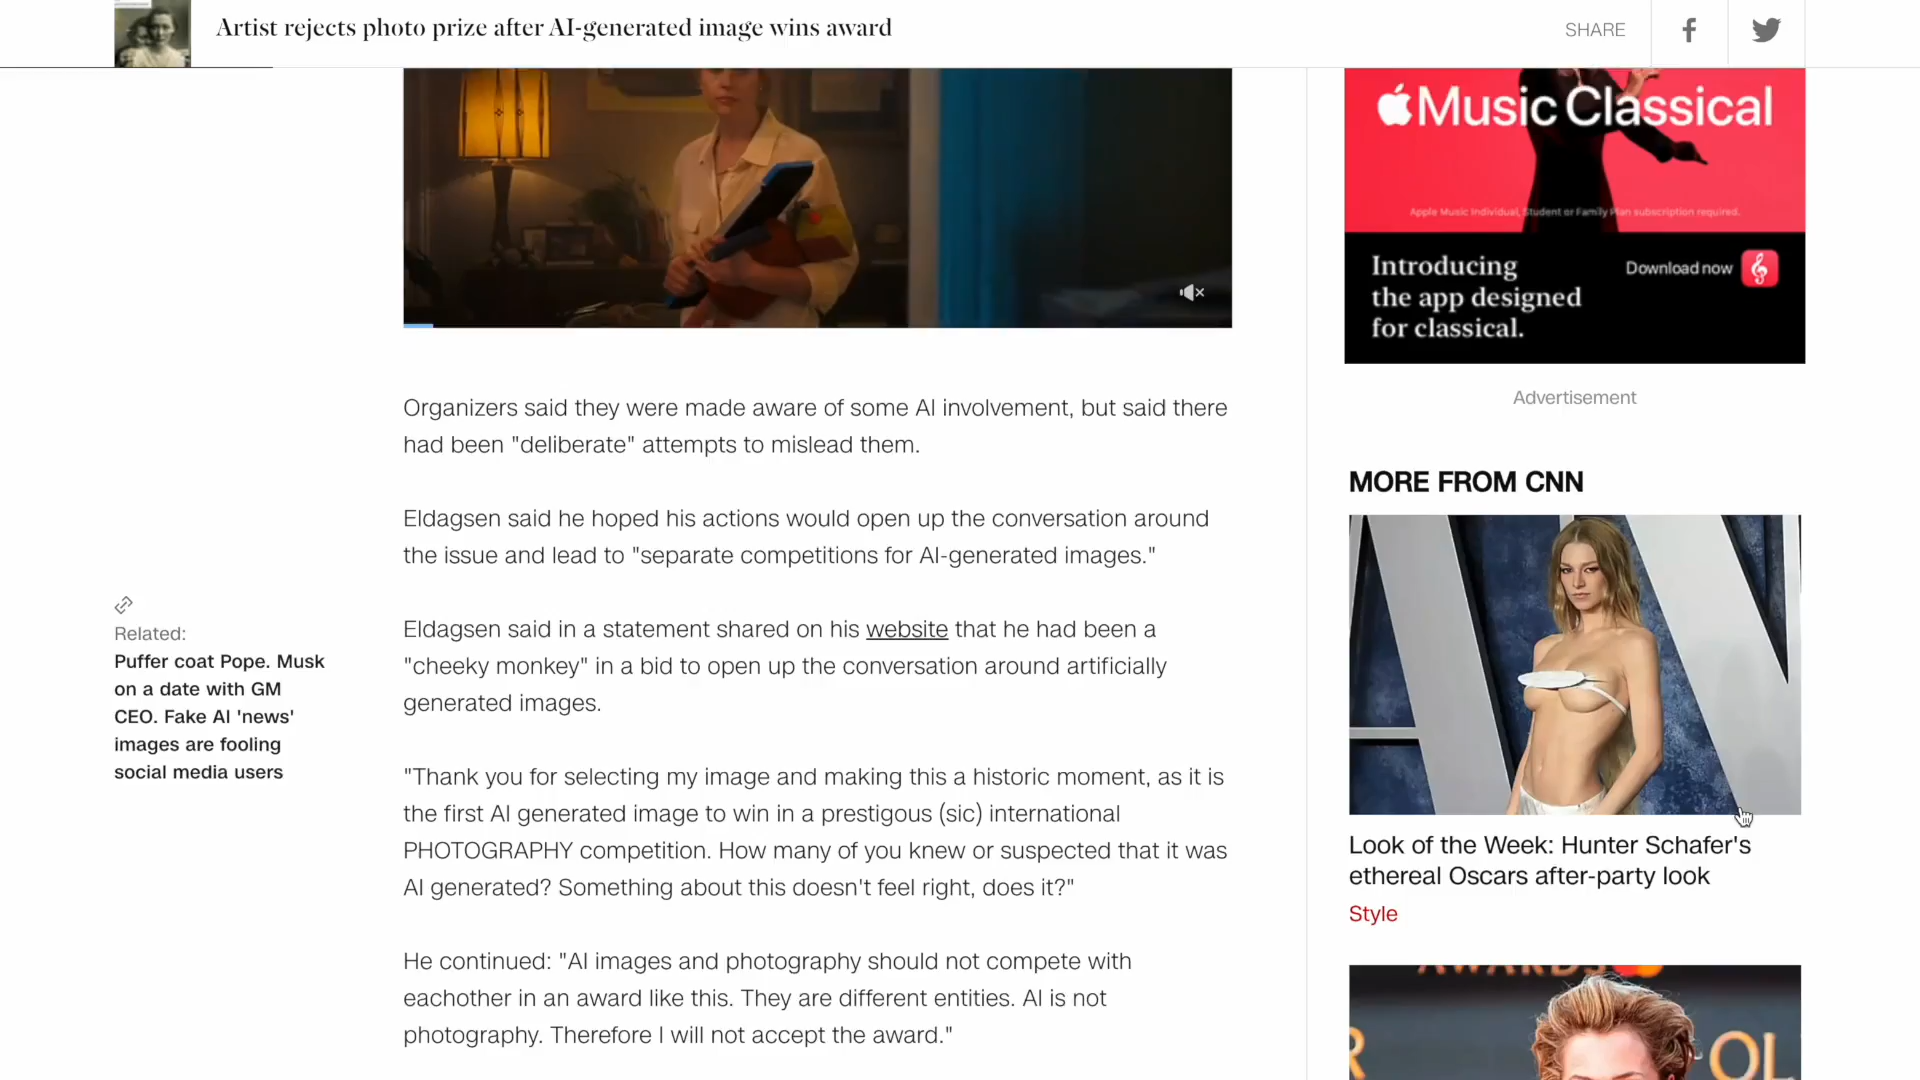 Artist rejects photo prize after AI-generated image wins award
SHARE
Music Classical
Apple Music Individual, Student or Family Plan subscription required.
Introducing
the app designed
for classical.
Download now
Advertisement
Organizers said they were made aware of some AI involvement, but said there
had been "deliberate" attempts to mislead them.
Eldagsen said he hoped his actions would open up the conversation around
the issue and lead to "separate competitions for AI-generated images."
Related:
Puffer coat Pope. Musk
on a date with GM
CEO. Fake AI 'news'
images are fooling
social media users
Eldagsen said in a statement shared on his website that he had been a
"cheeky monkey" in a bid to open up the conversation around artificially
generated images.
"Thank you for selecting my image and making this a historic moment, as it is
the first AI generated image to win in a prestigous (sic) international
PHOTOGRAPHY competition. How many of you knew or suspected that it was
AI generated? Something about this doesn't feel right, does it?"
He continued: "AI images and photography should not compete with
eachother in an award like this. They are different entities. AI is not
photography. Therefore I will not accept the award."
MORE FROM CNN
Look of the Week: Hunter Schafer's
ethereal Oscars after-party look
Style